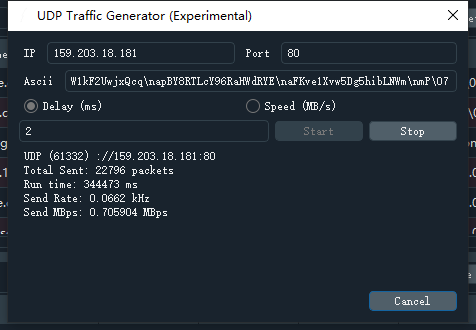 UDP Traffic Generator (Experimental)
IP 159.203.18.181 Port 80
Ascii W1kF2UwjxQcq\napBY8RTLcY96RaHWdRYE\naFKve1Xvw5Dg5hibLNWm\nmP\07
Delay (ms) Speed (MB/s)
2 Start Stop
UDP (61332) ://159.203.18.181:80
Total Sent: 22796 packets
Run time: 344473 ms
Send Rate: 0.0662 kHz
Send MBps: 0.705904 MBps
Cancel